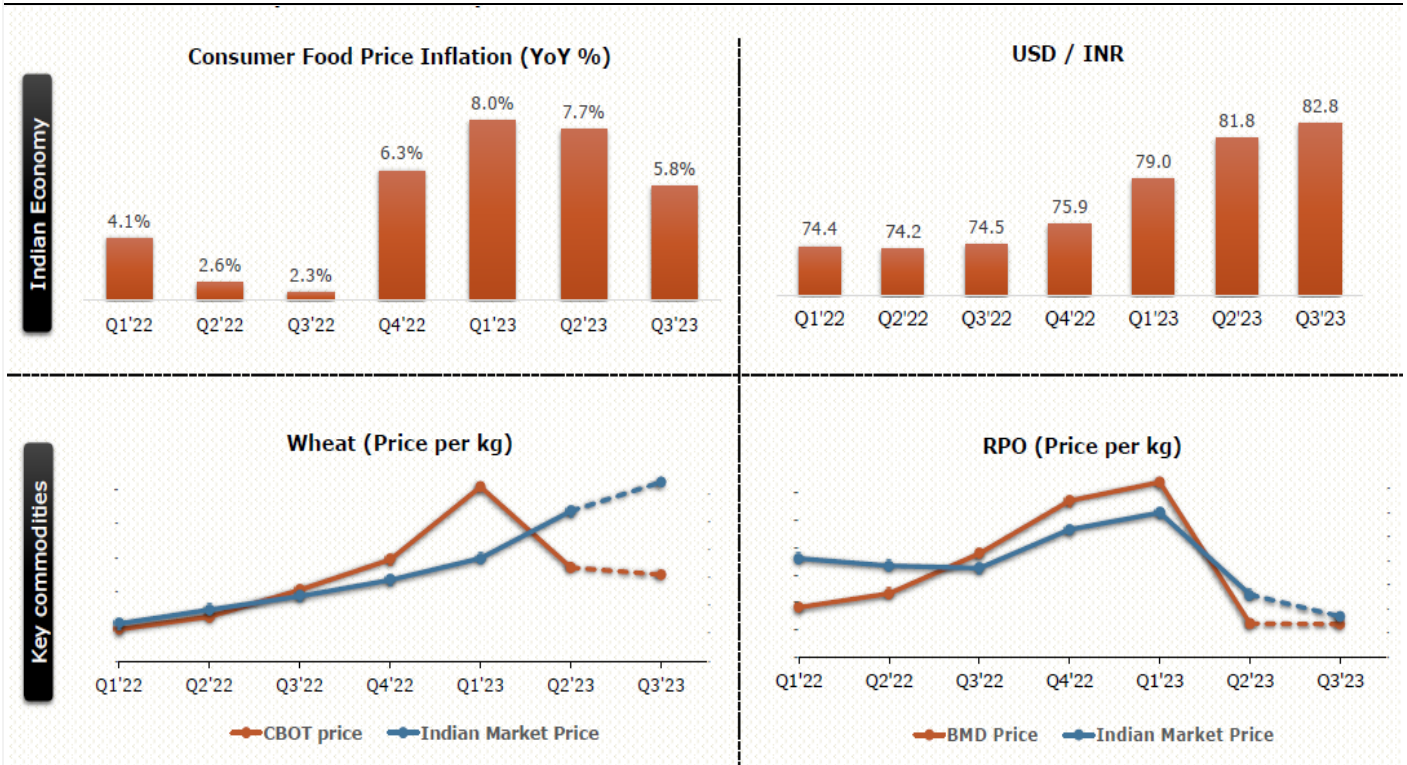 Indian Economy
Consumer Food Price Inflation (YoY %)
4.1%
2.6%
2.3%
6.3%
8.0%
7.7%
5.8%
Q1'22
Q2'22
Q3'22
Q4'22
Q1'23
Q2'23
Q3'23
USD / INR
74.4
74.2
74.5
75.9
79.0
81.8
82.8
Q1'22
Q2'22
Q3'22
Q4'22
Q1'23
Q2'23
Q3'23
Key commodities
Wheat (Price per kg)
Q1'22
Q2'22
Q3'22
Q4'22
Q1'23
Q2'23
Q3'23
CBOT price
Indian Market Price
RPO (Price per kg)
Q1'22
Q2'22
Q3'22
Q4'22
Q1'23
Q2'23
Q3'23
BMD Price
Indian Market Price